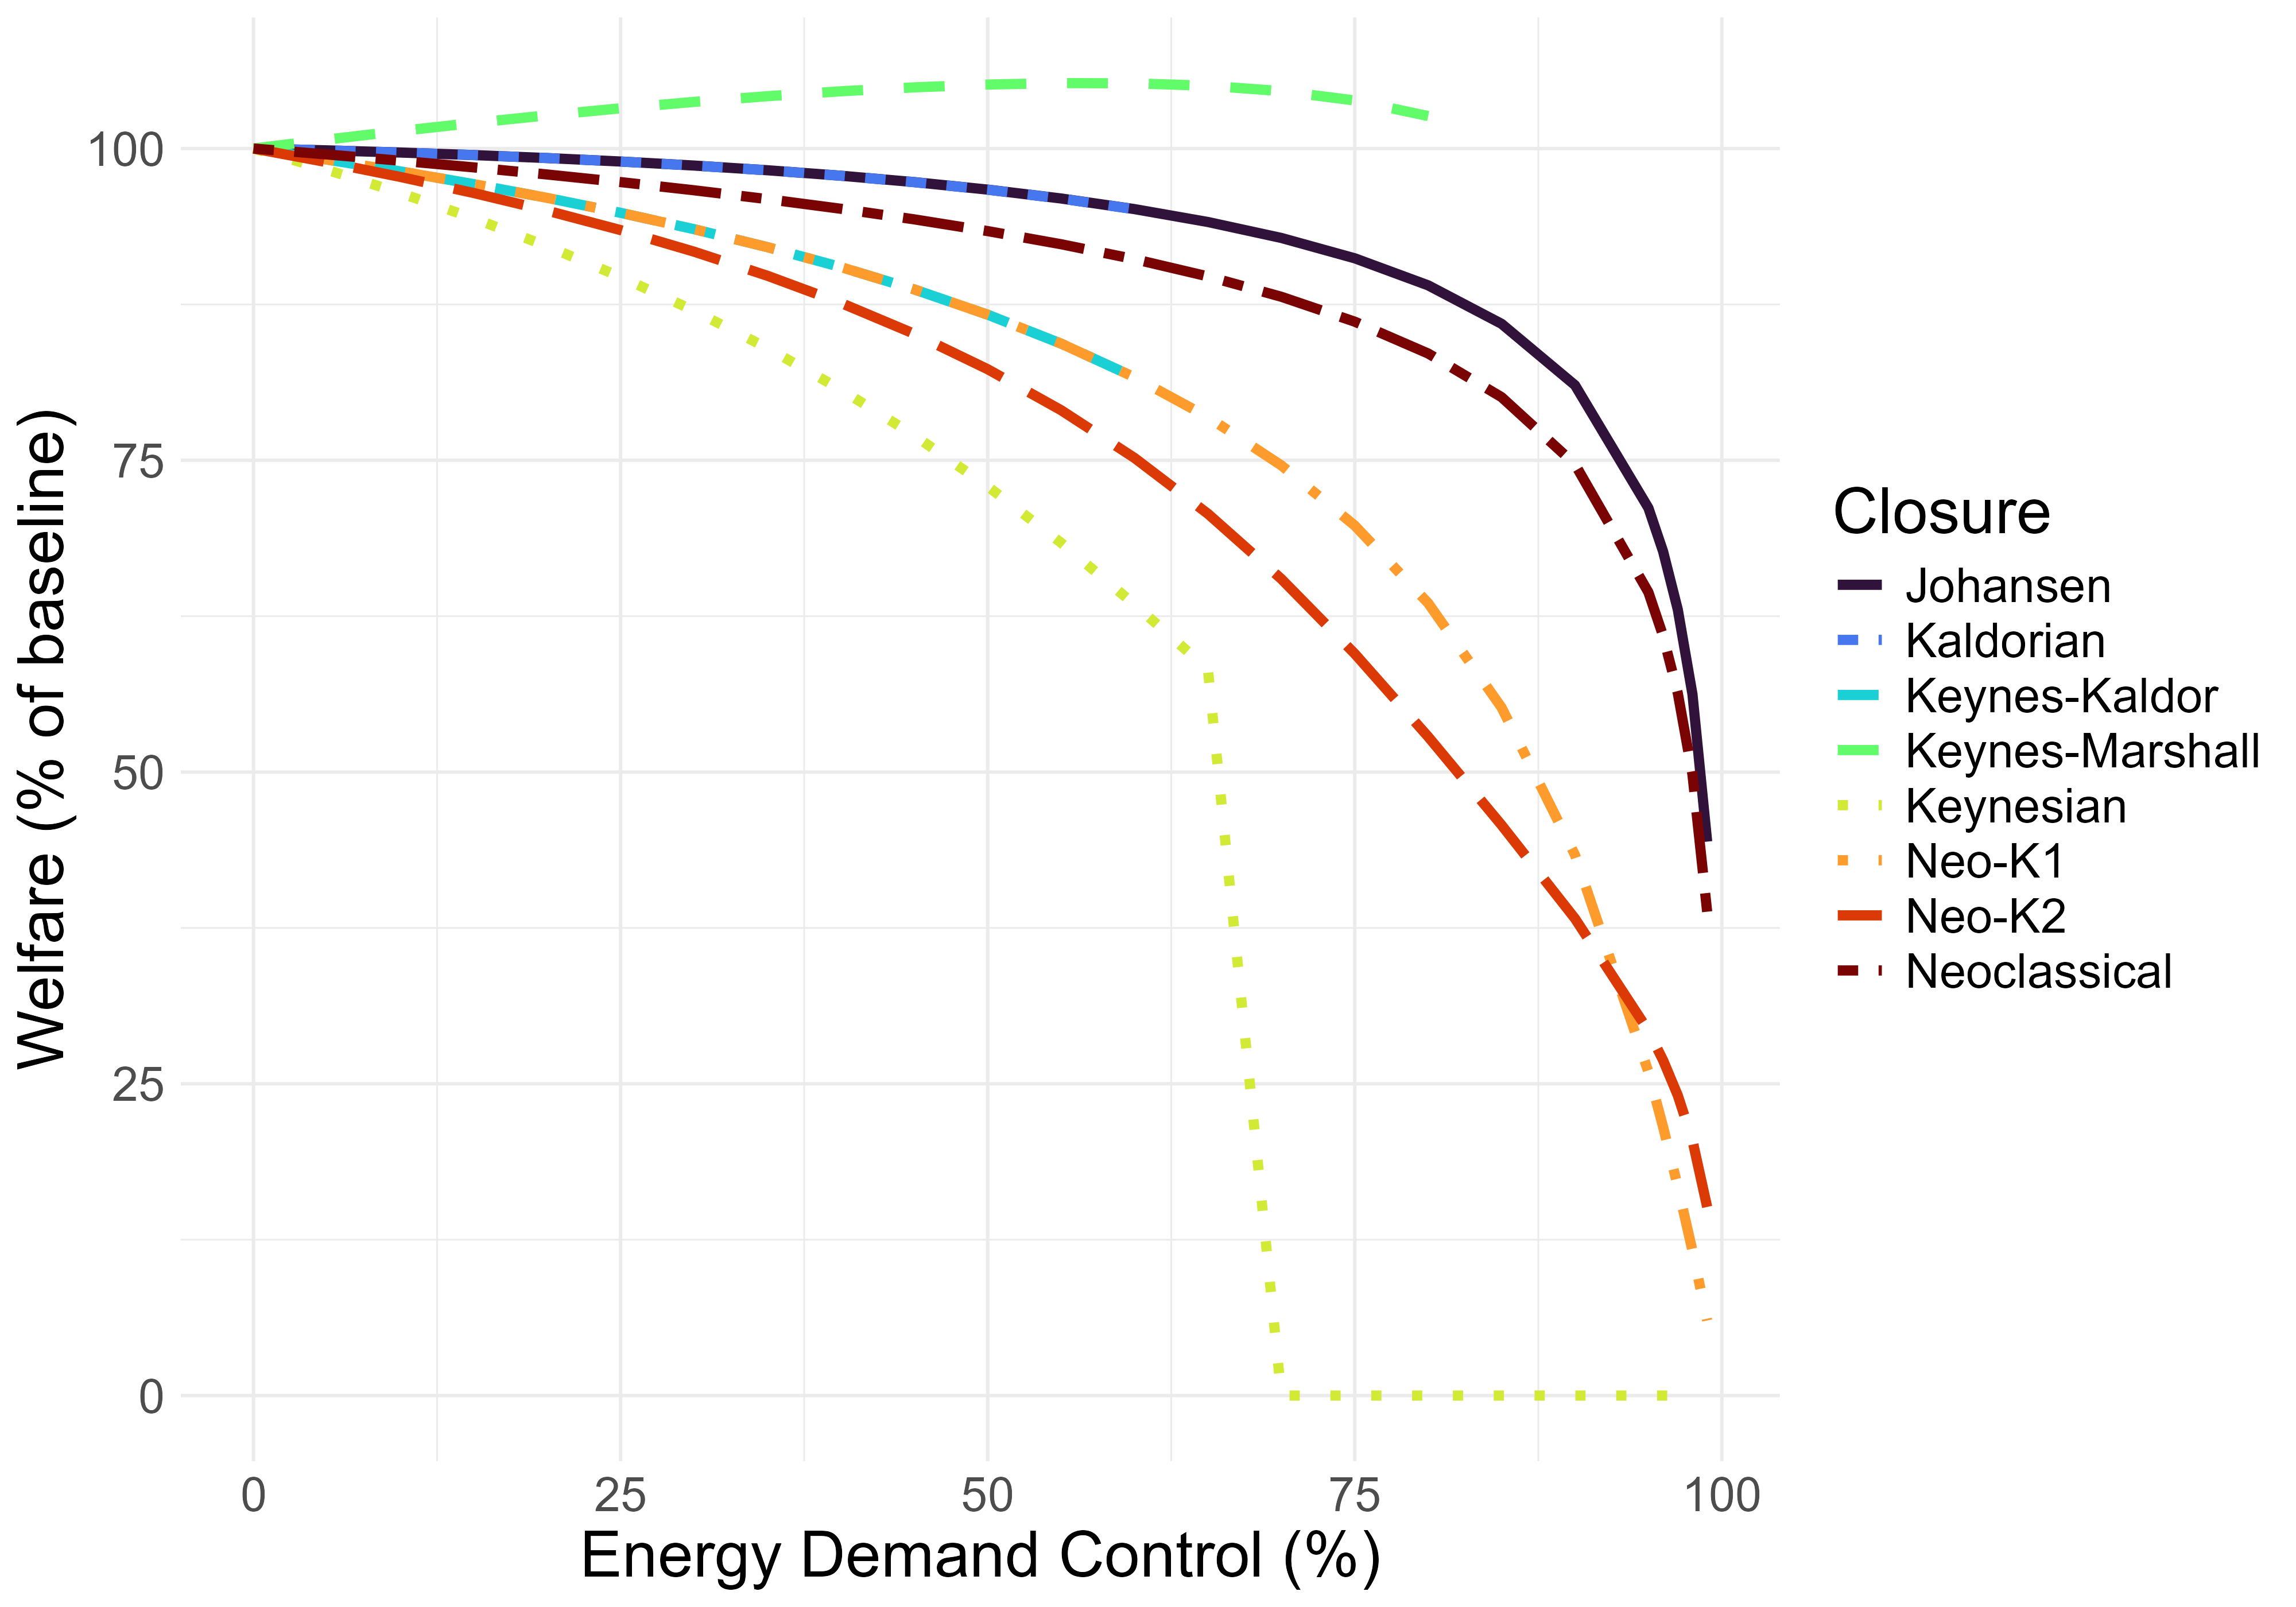 Welfare (% of baseline)
100
75
50
25
0
0 25 50 75 100
Energy Demand Control (%)
Closure
Johansen
Kaldorian
Keynes-Kaldor
Keynes-Marshall
Keynesian
Neo-K1
Neo-K2
Neoclassical